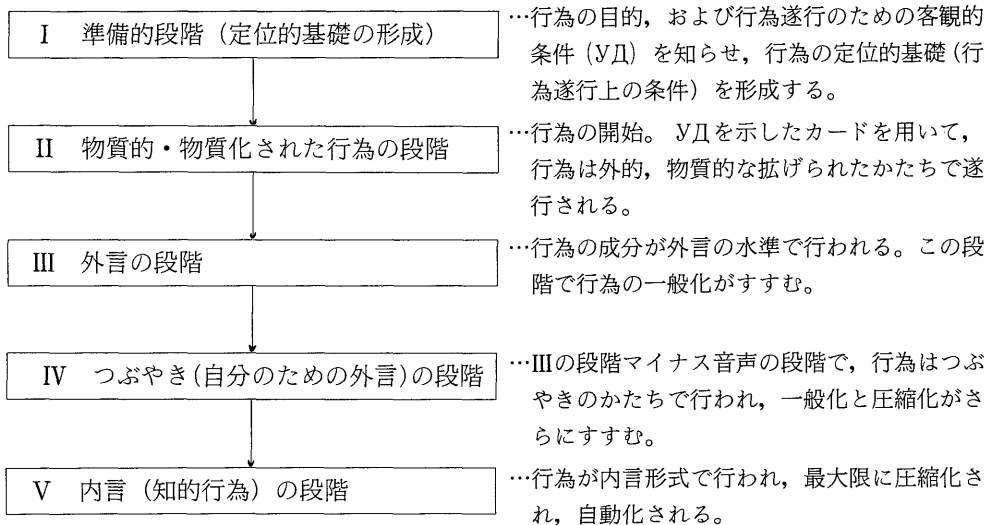 I 準備的段階（定位的基礎の形成）
…行為の目的，および行為遂行のための客観的
条件（УД）を知らせ，行為の定位的基礎（行
為遂行上の条件）を形成する。
II 物質的・物質化された行為の段階
…行為の開始。 УДを示したカードを用いて，
行為は外的，物質的な拡げられたかたちで遂
行される。
III 外言の段階
…行為の成分が外言の水準で行われる。この段
階で行為の一般化がすすむ。
IV つぶやき（自分のための外言）の段階
…IIIの段階マイナス音声の段階で，行為はつぶ
やきのかたちで行われ，一般化と圧縮化がさ
らにすすむ。
V 内言（知的行為）の段階
…行為が内言形式で行われ，最大限に圧縮化さ
れ，自動化される。